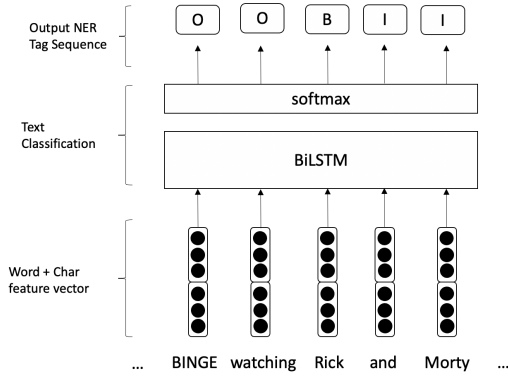 Output NER
Tag Sequence
O O B I I
softmax
Text
Classification
BiLSTM
Word + Char
feature vector
... BINGE watching Rick and Morty ...